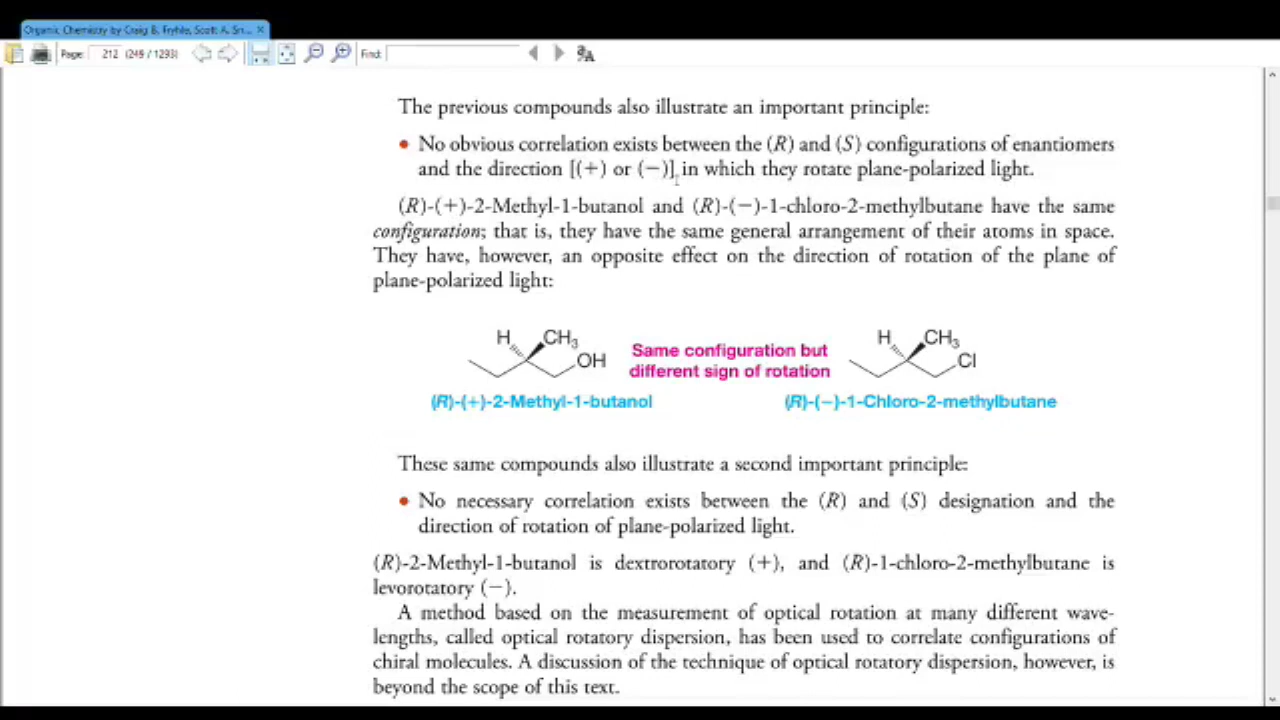 Organic Chemistry by Craig B. Fryhle, Scott A. Sn... ×
Page: 212 (249 / 1293) Find:
The previous compounds also illustrate an important principle:
• No obvious correlation exists between the (R) and (S) configurations of enantiomers
and the direction [(+) or (−)] in which they rotate plane-polarized light.
(R)-(+)-2-Methyl-1-butanol and (R)-(−)-1-chloro-2-methylbutane have the same
configuration; that is, they have the same general arrangement of their atoms in space.
They have, however, an opposite effect on the direction of rotation of the plane of
plane-polarized light:
H CH3 OH
Same configuration but
different sign of rotation
H CH3 Cl
(R)-(+)-2-Methyl-1-butanol
(R)-(−)-1-Chloro-2-methylbutane
These same compounds also illustrate a second important principle:
• No necessary correlation exists between the (R) and (S) designation and the
direction of rotation of plane-polarized light.
(R)-2-Methyl-1-butanol is dextrorotatory (+), and (R)-1-chloro-2-methylbutane is
levorotatory (−).
A method based on the measurement of optical rotation at many different wave-
lengths, called optical rotatory dispersion, has been used to correlate configurations of
chiral molecules. A discussion of the technique of optical rotatory dispersion, however, is
beyond the scope of this text.